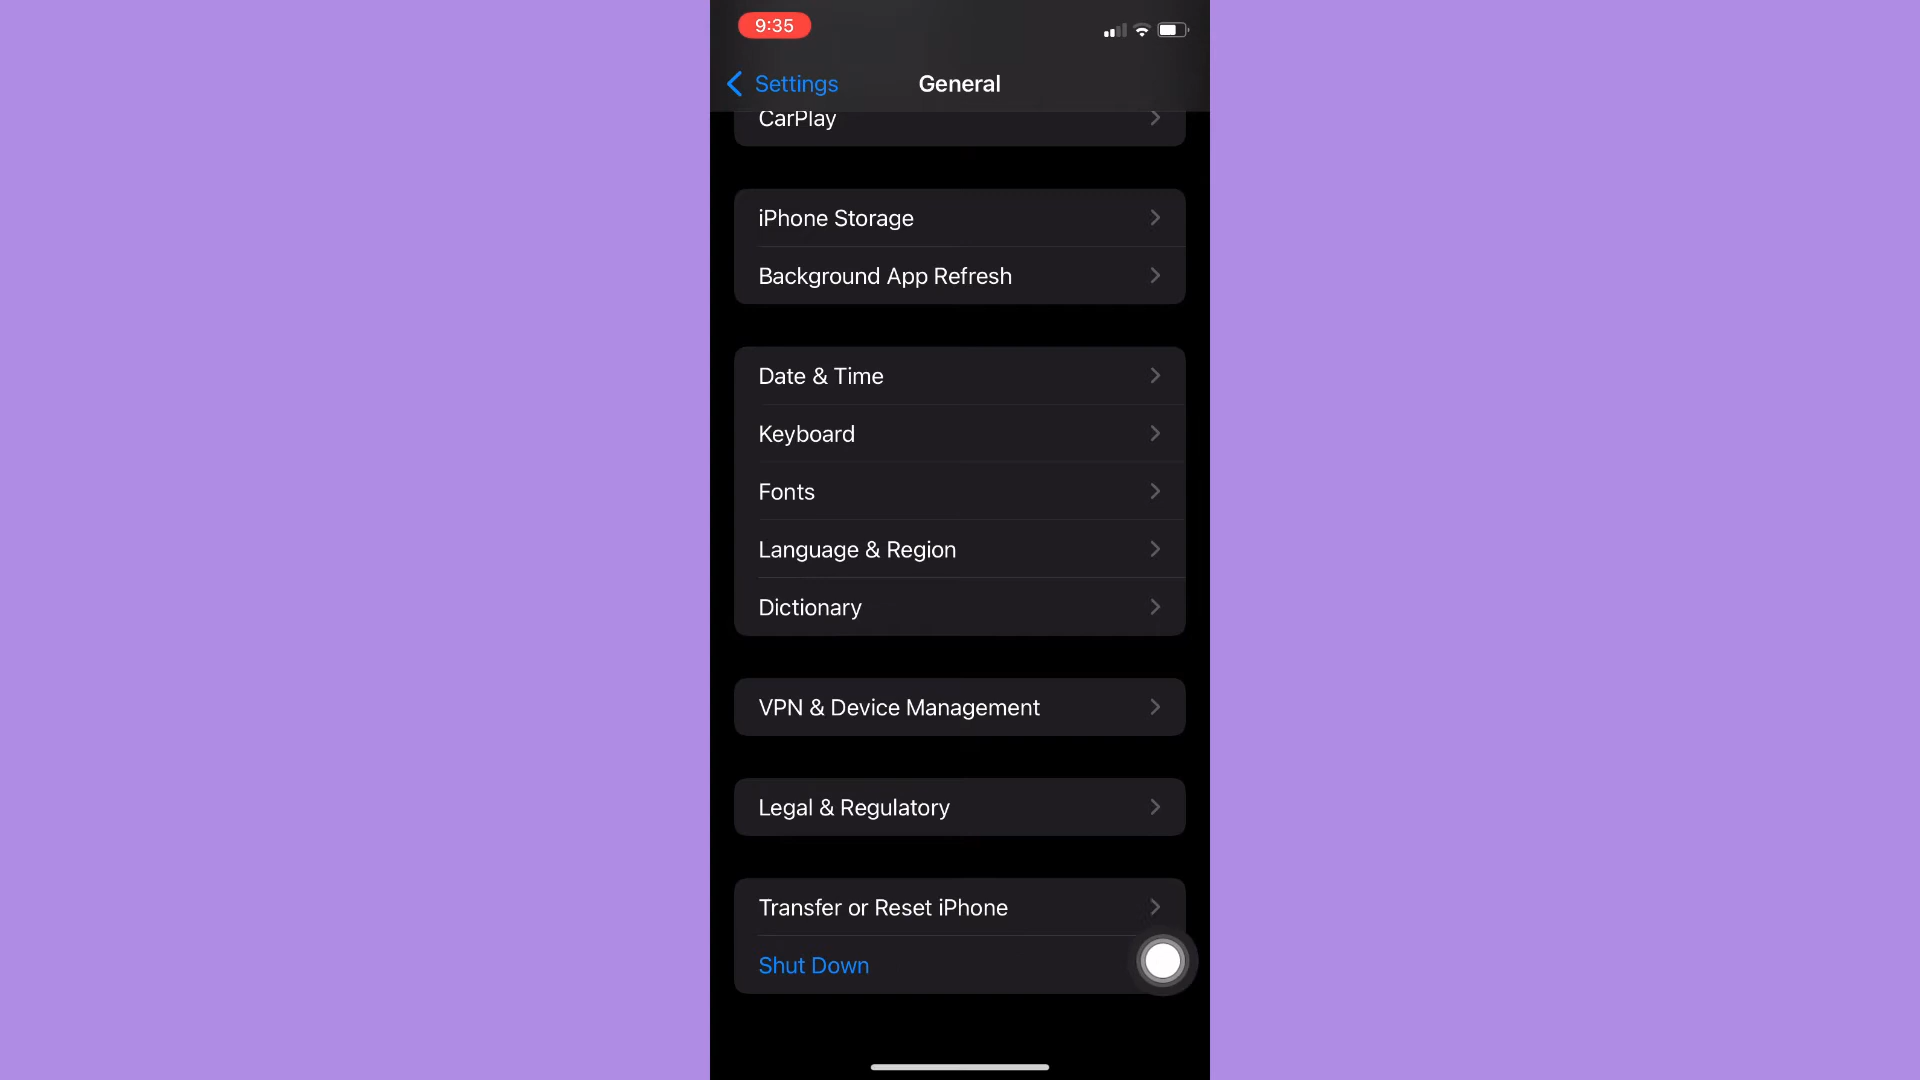 9:35
Settings
General
CarPlay
iPhone Storage
Background App Refresh
Date & Time
Keyboard
Fonts
Language & Region
Dictionary
VPN & Device Management
Legal & Regulatory
Transfer or Reset iPhone
Shut Down